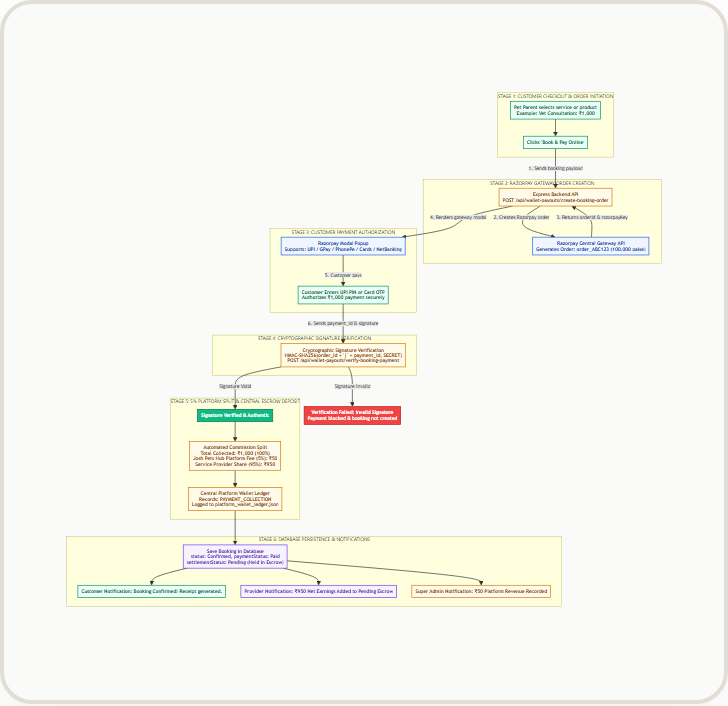 STAGE 1: CUSTOMER CHECKOUT & ORDER INITIATION
Pet Parent selects service or product
Example: Vet Consultation: ₹1,000
Clicks 'Book & Pay Online'
1. Sends booking payload
STAGE 2: RAZORPAY GATEWAY ORDER CREATION
Express Backend API
POST /api/wallet-payouts/create-booking-order
4. Renders gateway modal
2. Creates Razorpay order
3. Returns orderId & razorpayKey
Razorpay Central Gateway API
Generates Order: order_ABC123 (100,000 paise)
STAGE 3: CUSTOMER PAYMENT AUTHORIZATION
Razorpay Modal Popup
Supports: UPI / GPay / PhonePe / Cards / NetBanking
5. Customer pays
Customer Enters UPI PIN or Card OTP
Authorizes ₹1,000 payment securely
6. Sends payment_id & signature
STAGE 4: CRYPTOGRAPHIC SIGNATURE VERIFICATION
Cryptographic Signature Verification
HMAC-SHA256(order_id + '|' + payment_id, SECRET)
POST /api/wallet-payouts/verify-booking-payment
Signature Valid
Signature Invalid
STAGE 5: 5% PLATFORM SPLIT & CENTRAL ESCROW DEPOSIT
Signature Verified & Authentic
Verification Failed: Invalid Signature
Payment blocked & booking not created
Automated Commission Split
Total Collected: ₹1,000 (100%)
Josh Pets Hub Platform Fee (5%): ₹50
Service Provider Share (95%): ₹950
Central Platform Wallet Ledger
Records: PAYMENT_COLLECTION
Logged to platform_wallet_ledger.json
STAGE 6: DATABASE PERSISTENCE & NOTIFICATIONS
Save Booking in Database
status: Confirmed, paymentStatus: Paid
settlementStatus: Pending (Held in Escrow)
Customer Notification: Booking Confirmed! Receipt generated.
Provider Notification: ₹950 Net Earnings Added to Pending Escrow
Super Admin Notification: ₹50 Platform Revenue Recorded